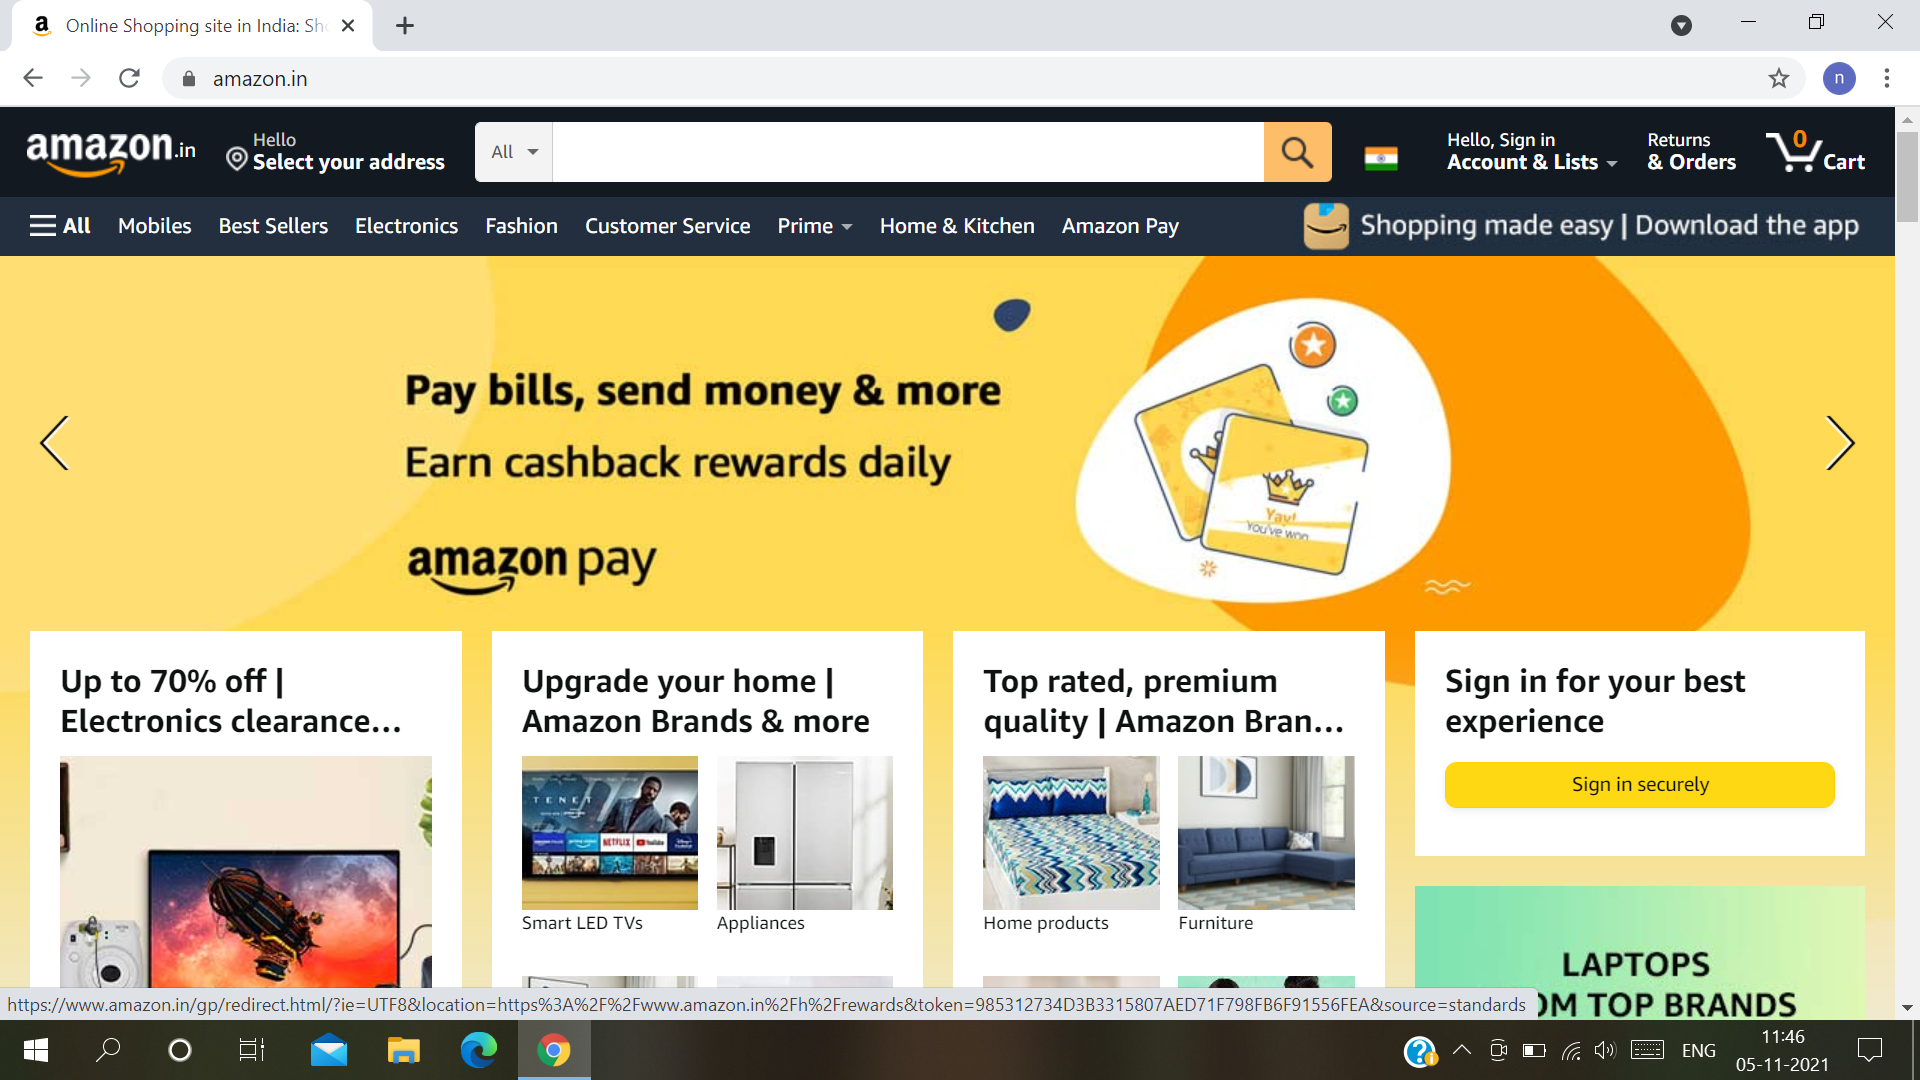 Online Shopping site in India: Sh
amazon.in
n
amazon.in
Hello
Select your address
All
Hello, Sign in
Account & Lists
Returns
& Orders
0
Cart
All
Mobiles
Best Sellers
Electronics
Fashion
Customer Service
Prime
Home & Kitchen
Amazon Pay
Shopping made easy | Download the app
Pay bills, send money & more
Earn cashback rewards daily
amazon pay
Yay!
You've won
Up to 70% off |
Electronics clearance...
Upgrade your home |
Amazon Brands & more
TENET
NETFLIX
YouTube
Smart LED TVs
Appliances
Top rated, premium
quality | Amazon Bran...
Home products
Furniture
Sign in for your best
experience
Sign in securely
LAPTOPS
OM TOP BRANDS
https://www.amazon.in/gp/redirect.html/?ie=UTF8&location=https%3A%2F%2Fwww.amazon.in%2Fh%2Frewards&token=985312734D3B3315807AED71F798FB6F91556FEA&source=standards
ENG
11:46
05-11-2021